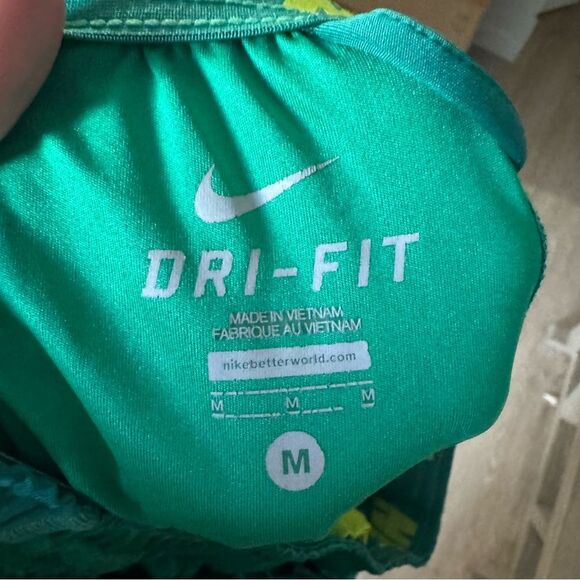 DRI-FIT
MADE IN VIETNAM
FABRIQUE AU VIETNAM
nikebetterworld.com
M M M
M